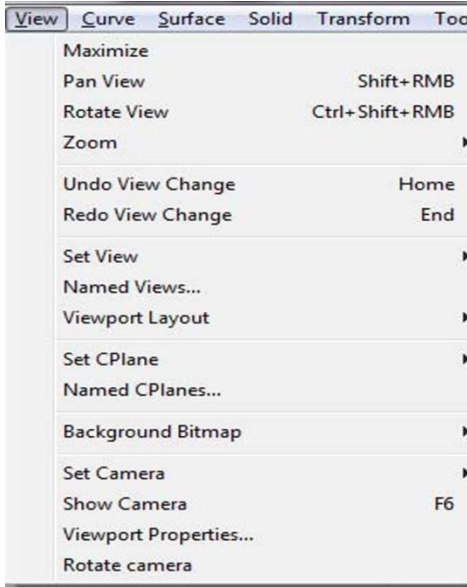 View Curve Surface Solid Transform
Maximize
Pan View Shift+RMB
Rotate View Ctrl+Shift+RMB
Zoom
Undo View Change Home
Redo View Change End
Set View
Named Views...
Viewport Layout
Set CPlane
Named CPlanes...
Background Bitmap
Set Camera
Show Camera F6
Viewport Properties...
Rotate camera